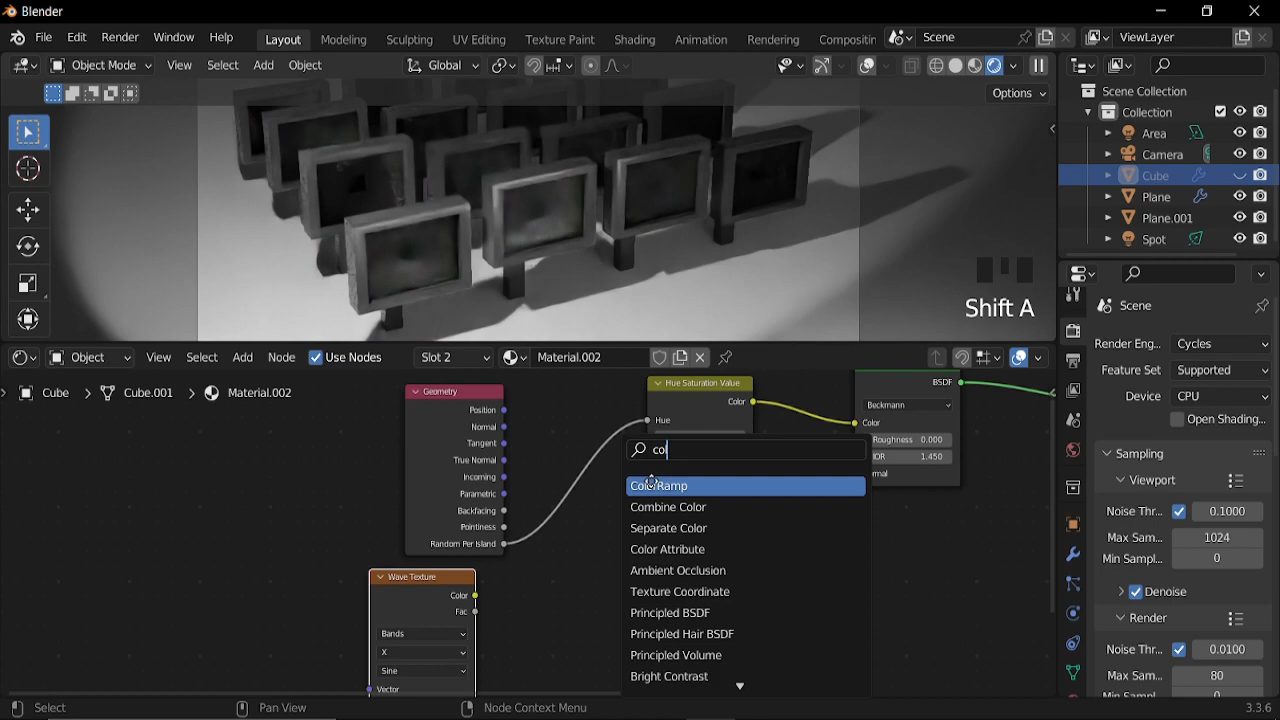 Blender
File Edit Render Window Help
Layout Modeling Sculpting UV Editing Texture Paint Shading Animation Rendering Compositin
Scene
ViewLayer
Object Mode View Select Add Object
Global
Options
Shift A
Scene Collection
Collection
Area
Camera
Cube
Plane
Plane.001
Spot
Scene
Render Eng... Cycles
Feature Set Supported
Device CPU
Open Shading...
Sampling
Viewport
Noise Thr... 0.1000
Max Sam... 1024
Min Sampl... 0
Denoise
Render
Noise Thr... 0.0100
Max Sam... 80
Min Sampl... 0
Object View Select Add Node Use Nodes Slot 2 Material.002
Cube Cube.001 Material.002
Geometry
Position
Normal
Tangent
True Normal
Incoming
Parametric
Backfacing
Pointiness
Random Per Island
Wave Texture
Color
Fac
Bands
X
Sine
Vector
Hue Saturation Value
Color
Hue
BSDF
Beckmann
Color
Roughness 0.000
IOR 1.450
col
ColorRamp
Combine Color
Separate Color
Color Attribute
Ambient Occlusion
Texture Coordinate
Principled BSDF
Principled Hair BSDF
Principled Volume
Bright Contrast
Select Pan View Node Context Menu 3.3.6